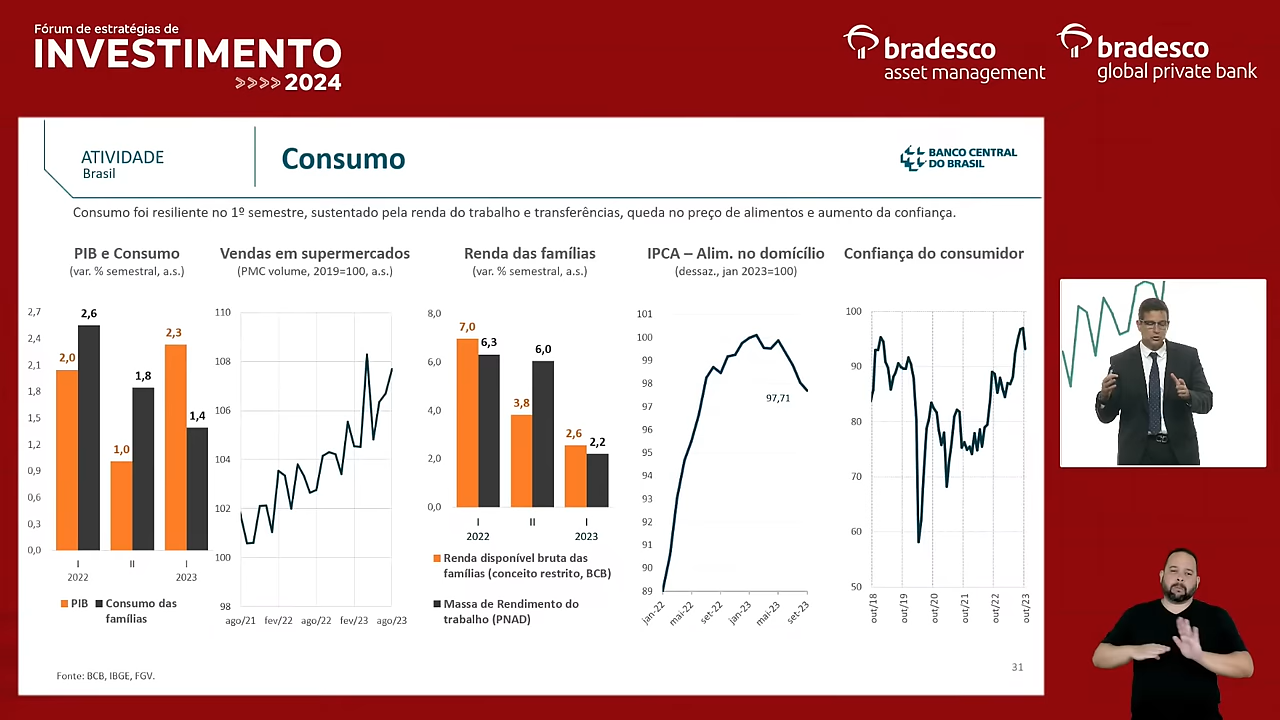 Fórum de estratégias de
INVESTIMENTO
>>>> 2024
bradesco
asset management
bradesco
global private bank
ATIVIDADE
Brasil
Consumo
BANCO CENTRAL
DO BRASIL
Consumo foi resiliente no 1º semestre, sustentado pela renda do trabalho e transferências, queda no preço de alimentos e aumento da confiança.
PIB e Consumo
(var. % semestral, a.s.)
2,7
2,4
2,1
1,8
1,5
1,2
0,9
0,6
0,3
0,0
2,0
2,6
1,0
1,8
2,3
1,4
I
II
I
2022
2023
PIB
Consumo das
famílias
Vendas em supermercados
(PMC volume, 2019=100, a.s.)
110
108
106
104
102
100
98
ago/21
fev/22
ago/22
fev/23
ago/23
Renda das famílias
(var. % semestral, a.s.)
8,0
6,0
4,0
2,0
0,0
7,0
6,3
3,8
6,0
2,6
2,2
I
II
I
2022
2023
Renda disponível bruta das
famílias (conceito restrito, BCB)
Massa de Rendimento do
trabalho (PNAD)
IPCA – Alim. no domícílio
(dessaz., jan 2023=100)
101
100
99
98
97
96
95
94
93
92
91
90
89
97,71
jan-22
mai-22
set-22
jan-23
mai-23
set-23
Confiança do consumidor
100
90
80
70
60
50
out/18
out/19
out/20
out/21
out/22
out/23
Fonte: BCB, IBGE, FGV.
31